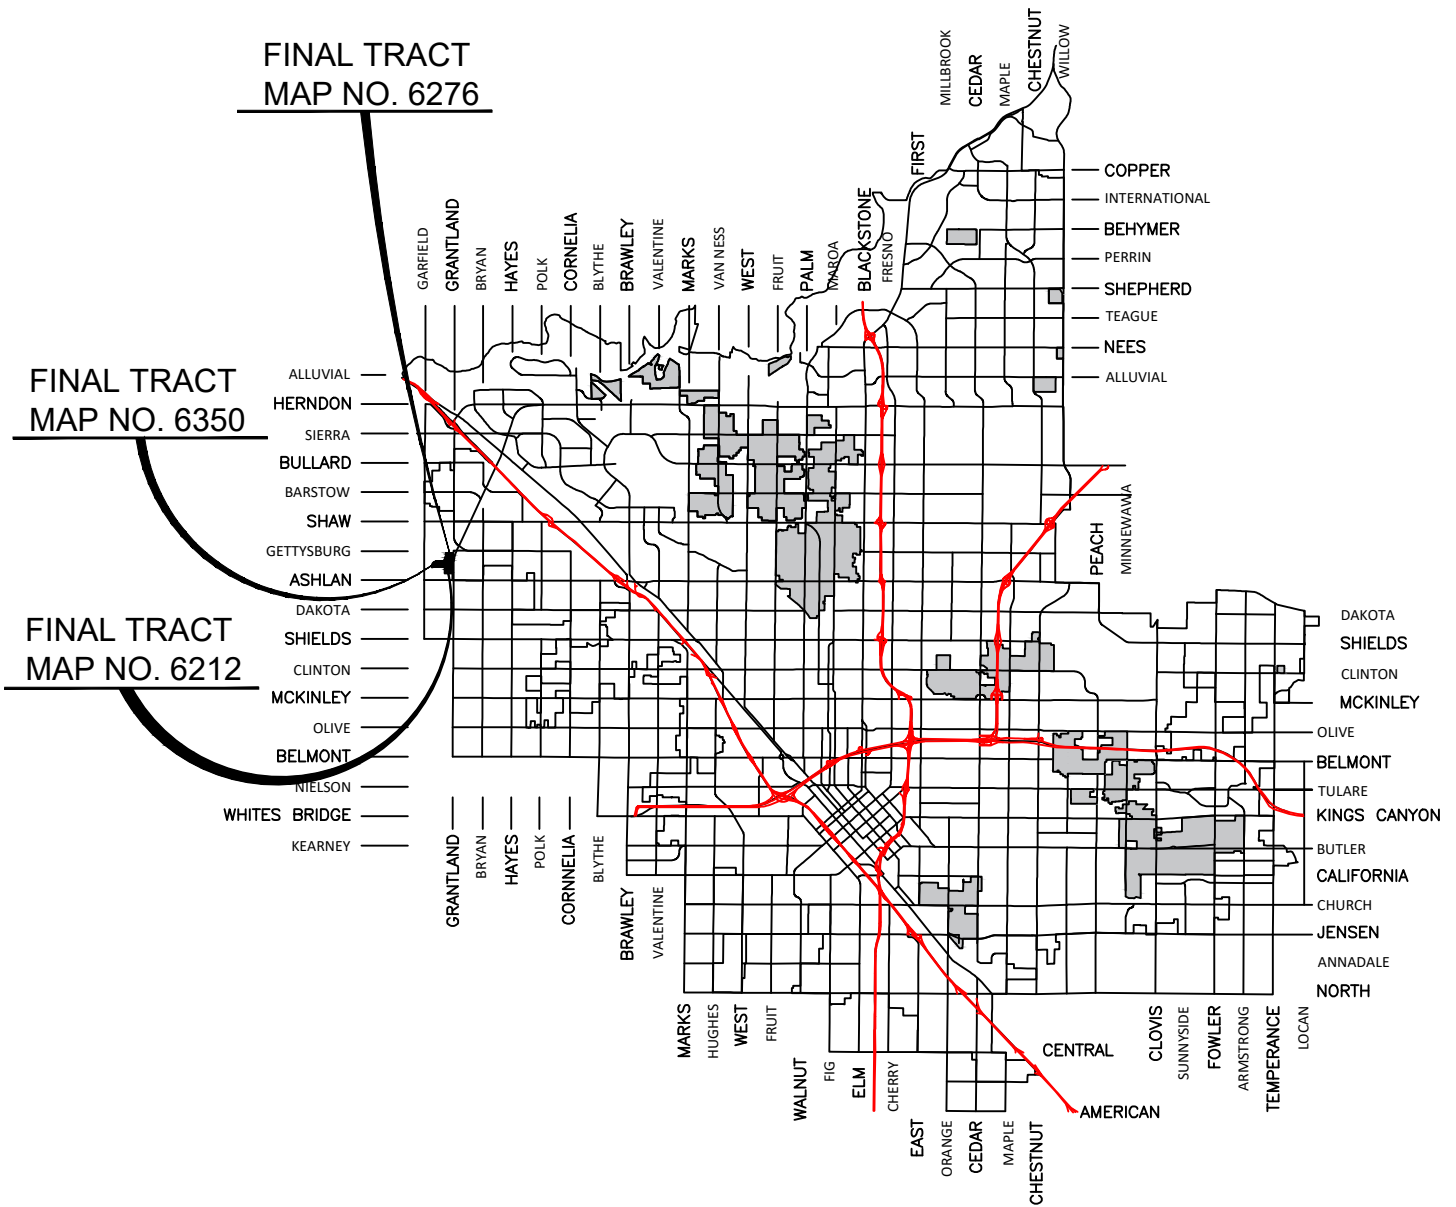 FINAL TRACT
MAP NO. 6276
FINAL TRACT
MAP NO. 6350
FINAL TRACT
MAP NO. 6212
MILLBROOK
CEDAR
MAPLE
CHESTNUT
WILLOW
FIRST
GARFIELD
GRANTLAND
BRYAN
HAYES
POLK
CORNELIA
BLYTHE
BRAWLEY
VALENTINE
MARKS
VAN NESS
WEST
FRUIT
PALM
MAROA
BLACKSTONE
FRESNO
COPPER
INTERNATIONAL
BEHYMER
PERRIN
SHEPHERD
TEAGUE
NEES
ALLUVIAL
ALLUVIAL
HERNDON
SIERRA
BULLARD
BARSTOW
SHAW
GETTYSBURG
ASHLAN
DAKOTA
SHIELDS
CLINTON
MCKINLEY
OLIVE
BELMONT
NIELSON
WHITES BRIDGE
KEARNEY
PEACH
MINNEWAWA
DAKOTA
SHIELDS
CLINTON
MCKINLEY
OLIVE
BELMONT
TULARE
KINGS CANYON
BUTLER
CALIFORNIA
CHURCH
JENSEN
ANNADALE
NORTH
GRANTLAND
BRYAN
HAYES
POLK
CORNNELIA
BLYTHE
BRAWLEY
VALENTINE
MARKS
HUGHES
WEST
FRUIT
WALNUT
FIG
ELM
CHERRY
EAST
ORANGE
CEDAR
MAPLE
CHESTNUT
CENTRAL
AMERICAN
CLOVIS
SUNNYSIDE
FOWLER
ARMSTRONG
TEMPERANCE
LOCAN